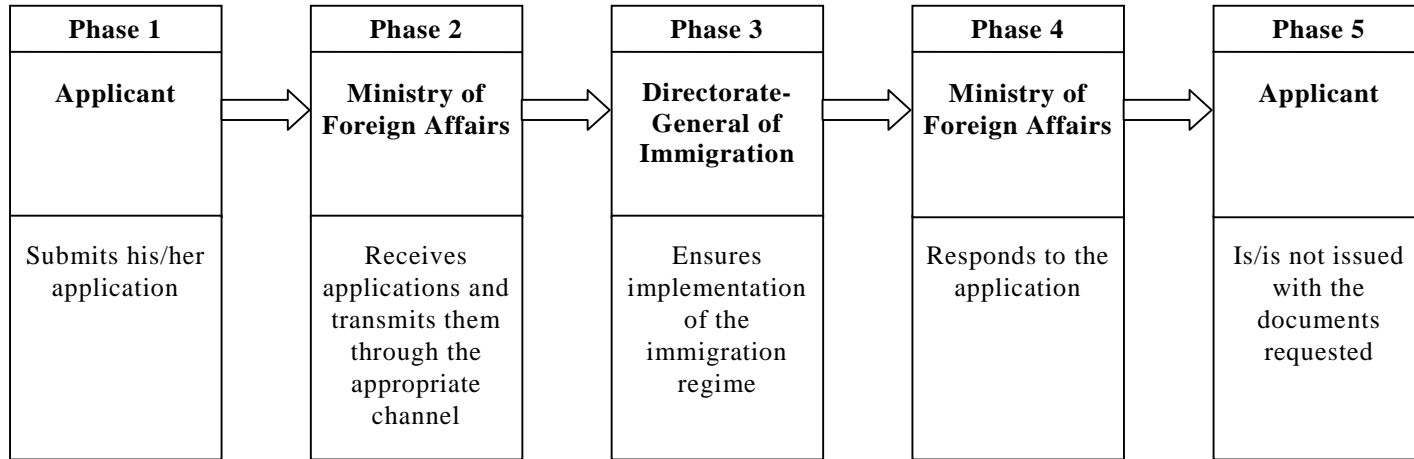 Phase 1
Applicant
Submits his/her
application
Phase 2
Ministry of
Foreign Affairs
Receives
applications and
transmits them
through the
appropriate
channel
Phase 3
Directorate-
General of
Immigration
Ensures
implementation
of the
immigration
regime
Phase 4
Ministry of
Foreign Affairs
Responds to the
application
Phase 5
Applicant
Is/is not issued
with the
documents
requested